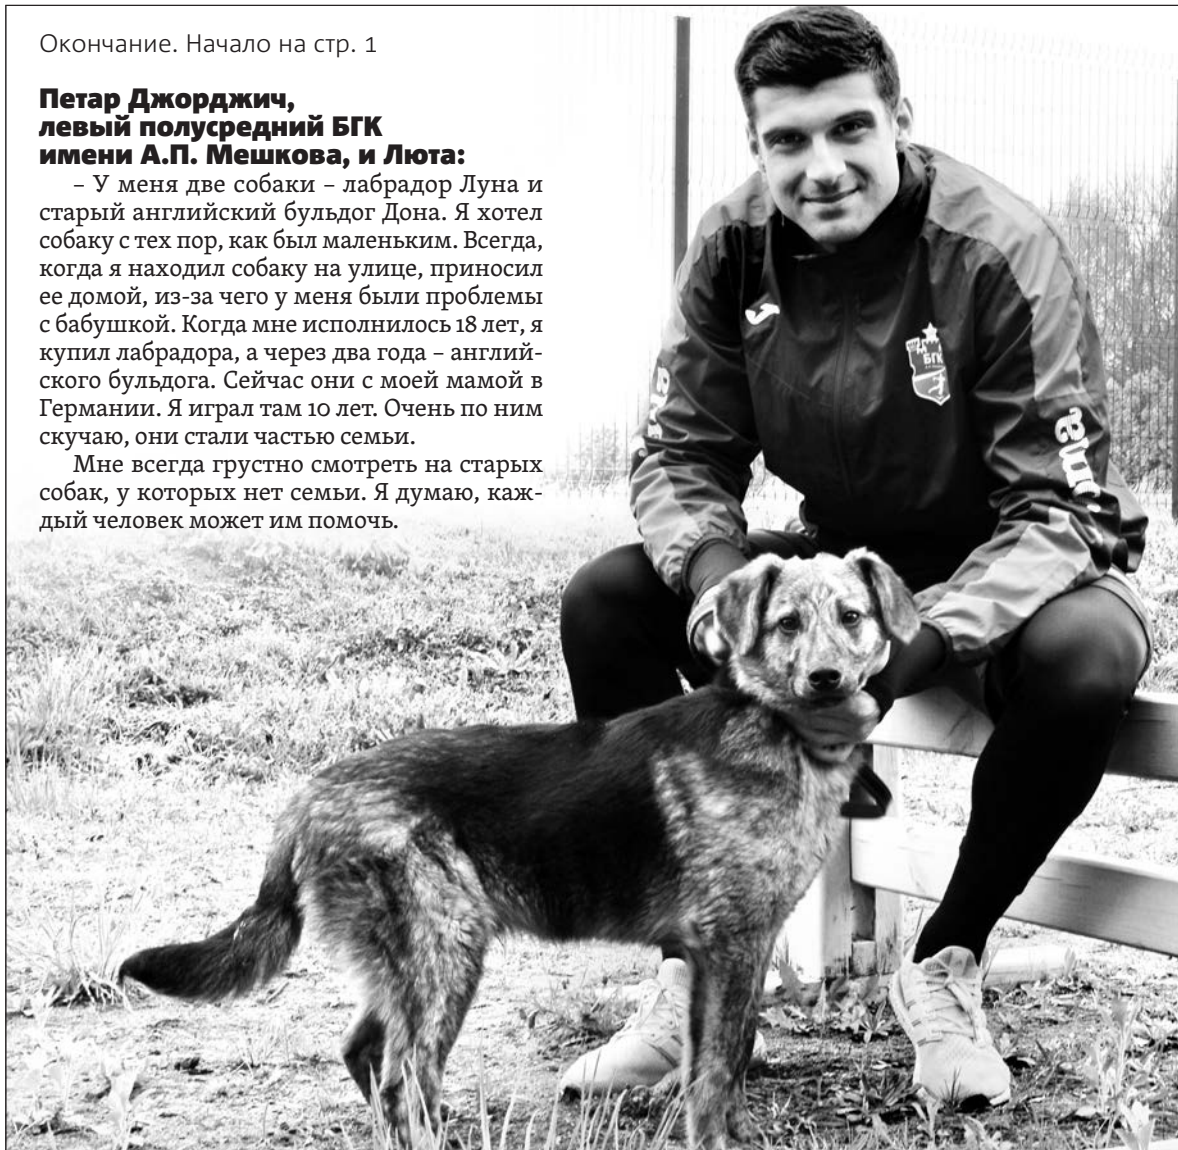 Окончание. Начало на стр. 1
Петар Джорджич,
левый полусредний БГК
имени А.П. Мешкова, и Люта:
– У меня две собаки – лабрадор Луна и
старый английский бульдог Дона. Я хотел
собаку с тех пор, как был маленьким. Всегда,
когда я находил собаку на улице, приносил
ее домой, из-за чего у меня были проблемы
с бабушкой. Когда мне исполнилось 18 лет, я
купил лабрадора, а через два года – англий-
ского бульдога. Сейчас они с моей мамой в
Германии. Я играл там 10 лет. Очень по ним
скучаю, они стали частью семьи.
Мне всегда грустно смотреть на старых
собак, у которых нет семьи. Я думаю, каж-
дый человек может им помочь.
БГК